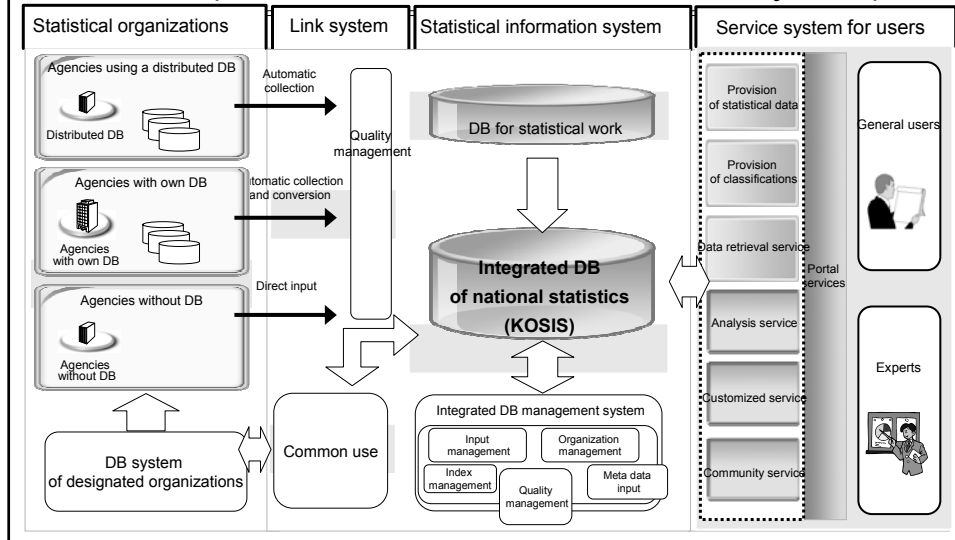 Statistical organizations
Link system
Statistical information system
Service system for users
Agencies using a distributed DB
Distributed DB
Automatic
collection
Agencies with own DB
Agencies
with own DB
utomatic collection
and conversion
Agencies without DB
Agencies
without DB
Direct input
DB system
of designated organizations
Quality
management
Common use
DB for statistical work
Integrated DB
of national statistics
(KOSIS)
Integrated DB management system
Input
management
Organization
management
Index
management
Quality
management
Meta data
input
Provision
of statistical data
Provision
of classifications
Data retrieval service
Analysis service
Customized service
Community service
Portal
services
General users
Experts